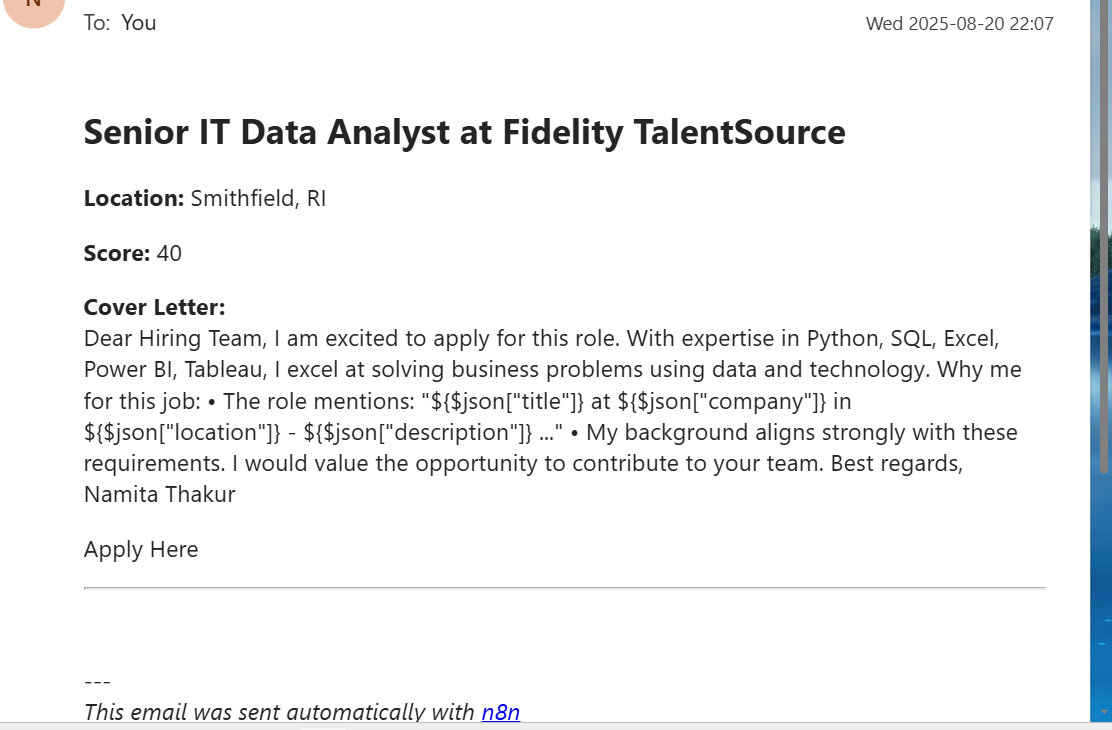 N
To: You
Wed 2025-08-20 22:07
Senior IT Data Analyst at Fidelity TalentSource
Location: Smithfield, RI
Score: 40
Cover Letter:
Dear Hiring Team, I am excited to apply for this role. With expertise in Python, SQL, Excel,
Power BI, Tableau, I excel at solving business problems using data and technology. Why me
for this job: • The role mentions: "${$json["title"]} at ${$json["company"]} in
${$json["location"]} - ${$json["description"]} ..." • My background aligns strongly with these
requirements. I would value the opportunity to contribute to your team. Best regards,
Namita Thakur
Apply Here
---
This email was sent automatically with n8n